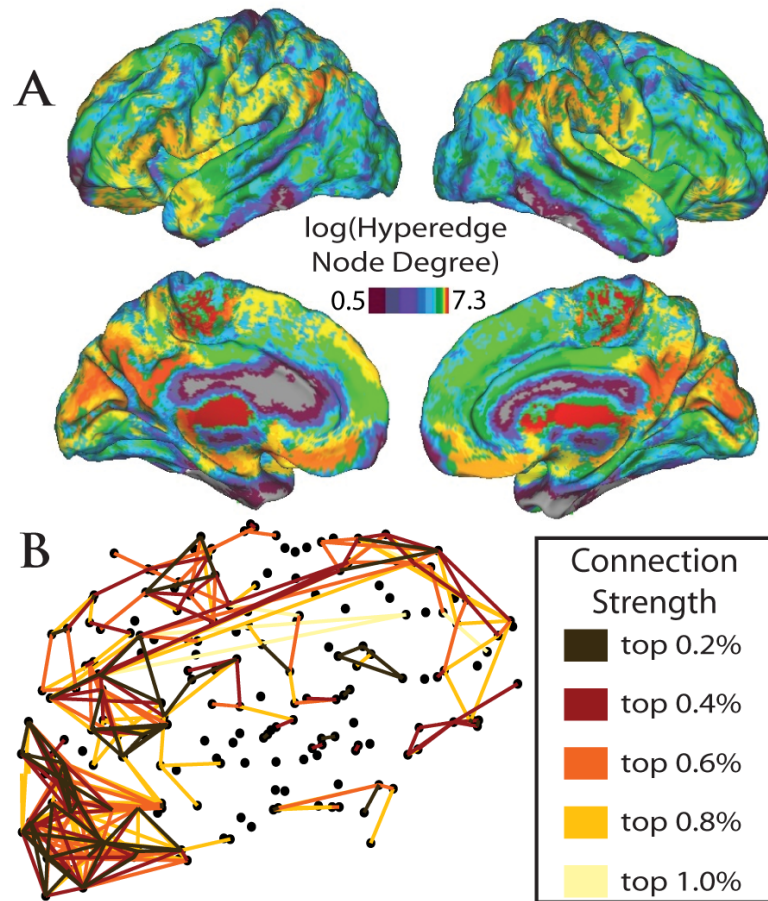 A
log(Hyperedge
Node Degree)
0.5 7.3
B
Connection
Strength
top 0.2%
top 0.4%
top 0.6%
top 0.8%
top 1.0%